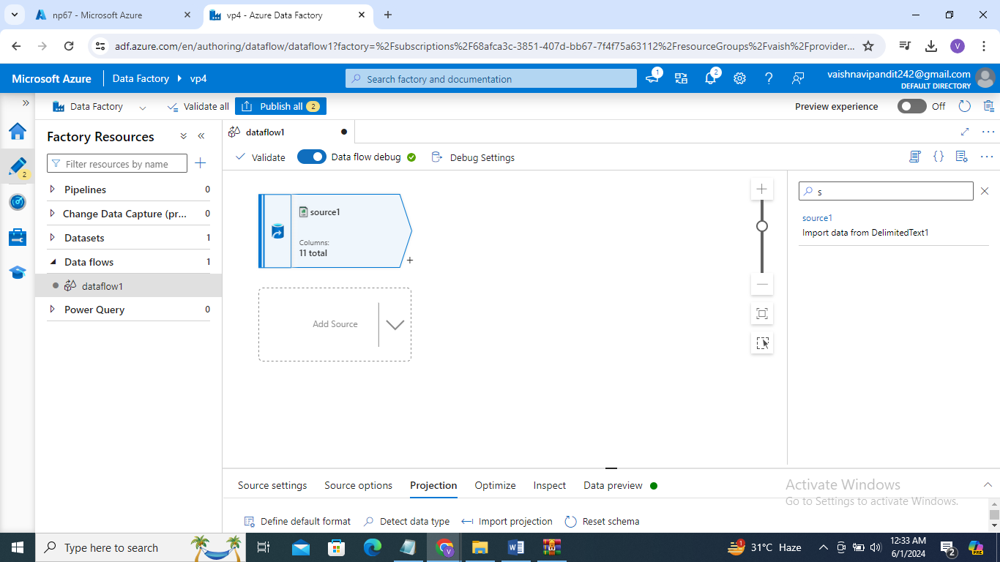 np67 - Microsoft Azure
vp4 - Azure Data Factory
adf.azure.com/en/authoring/dataflow/dataflow1?factory=%2Fsubscriptions%2F68afca3c-3851-407d-bb67-7f4f75a63112%2FresourceGroups%2Fvaish%2Fprovider...
V
Microsoft Azure
Data Factory
vp4
Search factory and documentation
1
2
vaishnavipandit242@gmail.com
DEFAULT DIRECTORY
Data Factory
Validate all
Publish all 2
Preview experience
Off
Factory Resources
Filter resources by name
2
Pipelines 0
Change Data Capture (pr... 0
Datasets 1
Data flows 1
dataflow1
Power Query 0
dataflow1
Validate
Data flow debug
Debug Settings
source1
Columns:
11 total
+
Add Source
s
source1
Import data from DelimitedText1
Source settings
Source options
Projection
Optimize
Inspect
Data preview
Define default format
Detect data type
Import projection
Reset schema
Activate Windows
Go to Settings to activate Windows.
Type here to search
V
1
31°C Haze
12:33 AM
6/1/2024
2
PRE